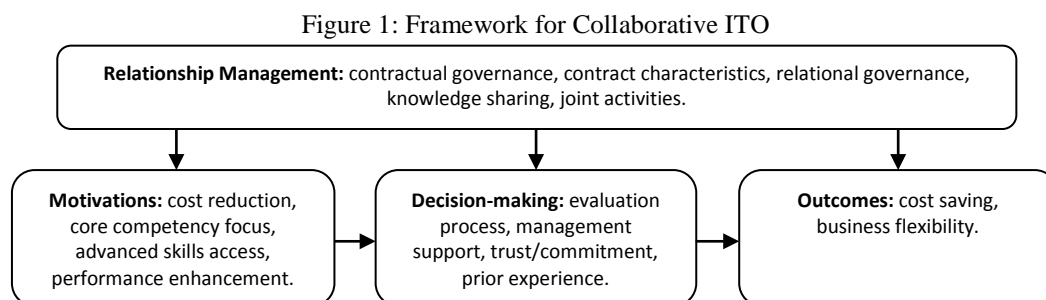 Figure 1: Framework for Collaborative ITO
Relationship Management: contractual governance, contract characteristics, relational governance,
knowledge sharing, joint activities.
Motivations: cost reduction,
core competency focus,
advanced skills access,
performance enhancement.
Decision-making: evaluation
process, management
support, trust/commitment,
prior experience.
Outcomes: cost saving,
business flexibility.